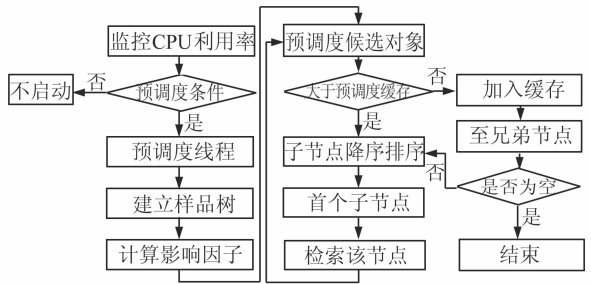 监控CPU利用率
否
不启动
预调度条件
是
预调度线程
建立样品树
计算影响因子
预调度候选对象
大于预调度缓存
否
是
子节点降序排序
首个子节点
检索该节点
加入缓存
至兄弟节点
否
是否为空
是
结束